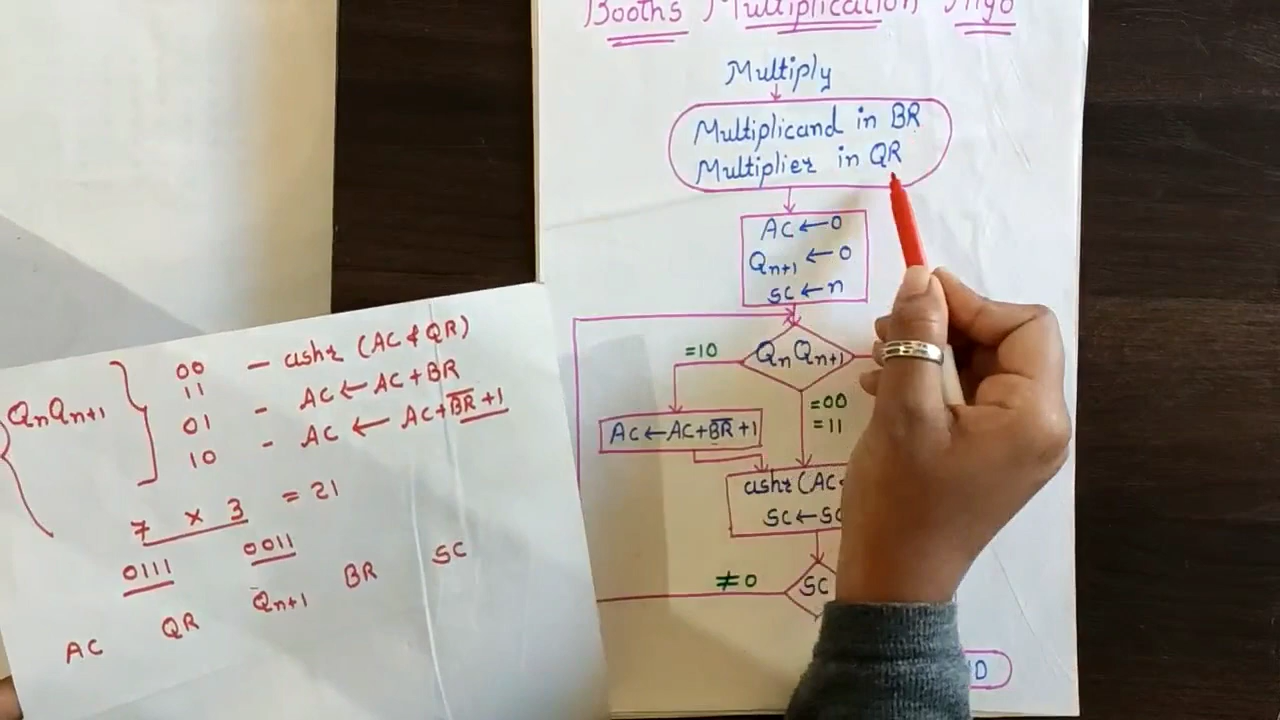 Booths Multiplication Algo
Multiply
Multiplicand in BR
Multiplier in QR
AC ← 0
Qn+1 ← 0
SC ← n
=10
Qn Qn+1
=00
=11
AC ← AC + B̅R̅ + 1
ashr (AC
SC ← SC
≠ 0
SC
D
QnQn+1
00 - ashr (AC & QR)
11
01 - AC ← AC + BR
10 - AC ← AC + B̅R̅ + 1
7 x 3 = 21
0111 0011
AC QR Qn+1 BR SC